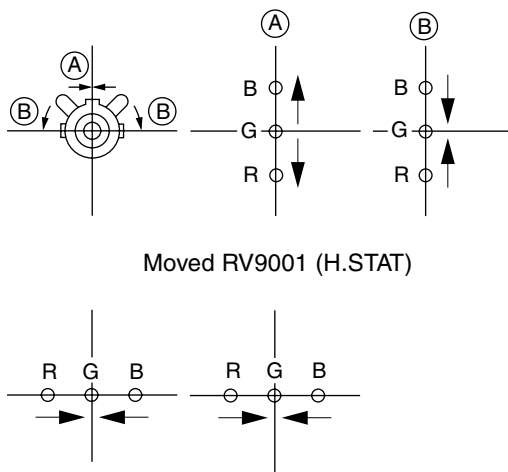 A B
A B B
B B
G G
R R
Moved RV9001 (H.STAT)
R G B R G B